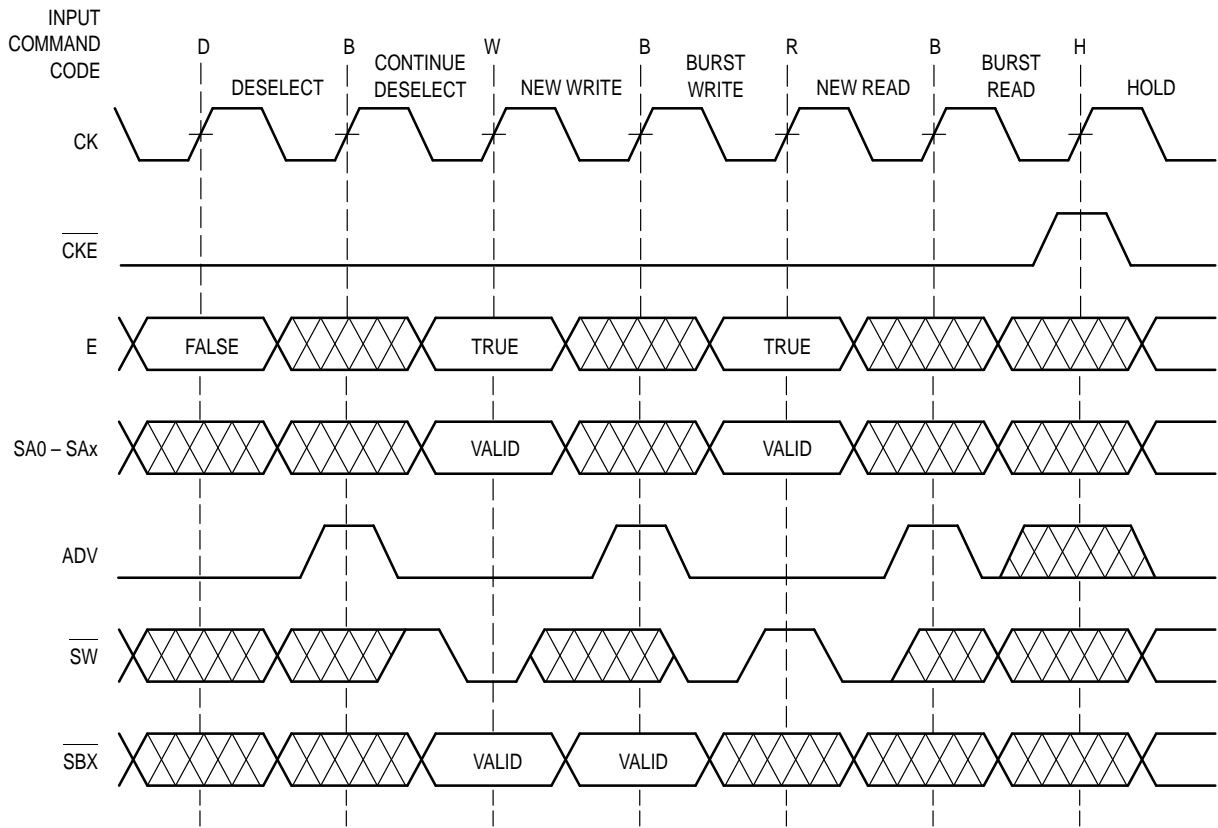 INPUT
COMMAND
CODE
D
B
W
B
R
B
H
DESELECT
CONTINUE
DESELECT
NEW WRITE
BURST
WRITE
NEW READ
BURST
READ
HOLD
CK
CKE
E
FALSE
TRUE
TRUE
SA0 – SAx
VALID
VALID
ADV
SW
SBX
VALID
VALID